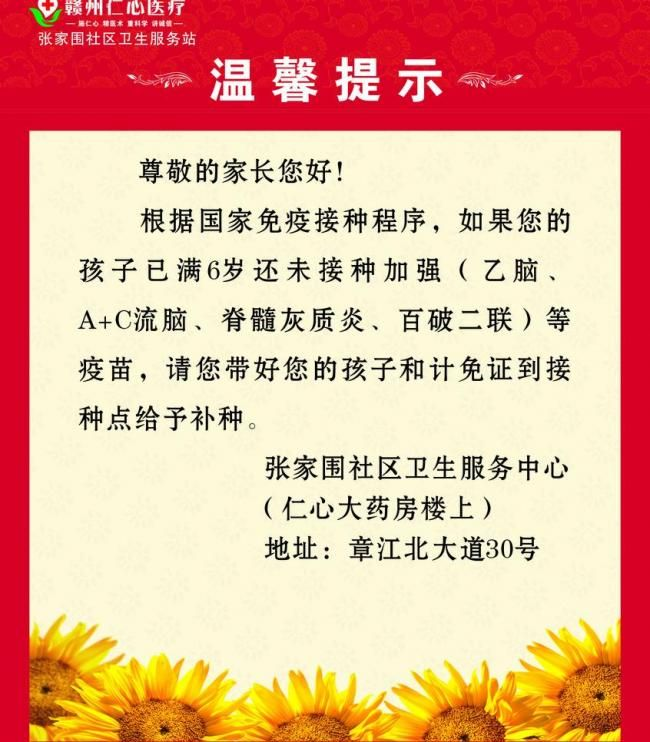 赣州仁心医疗
张家围社区卫生服务站
温馨提示
尊敬的家长您好!
根据国家免疫接种程序，如果您的
孩子已满6岁还未接种加强（乙脑、
A+C流脑、脊髓灰质炎、百破二联）等
疫苗，请您带好您的孩子和计免证到接
种点给予补种。
张家围社区卫生服务中心
（仁心大药房楼上）
地址：章江北大道30号